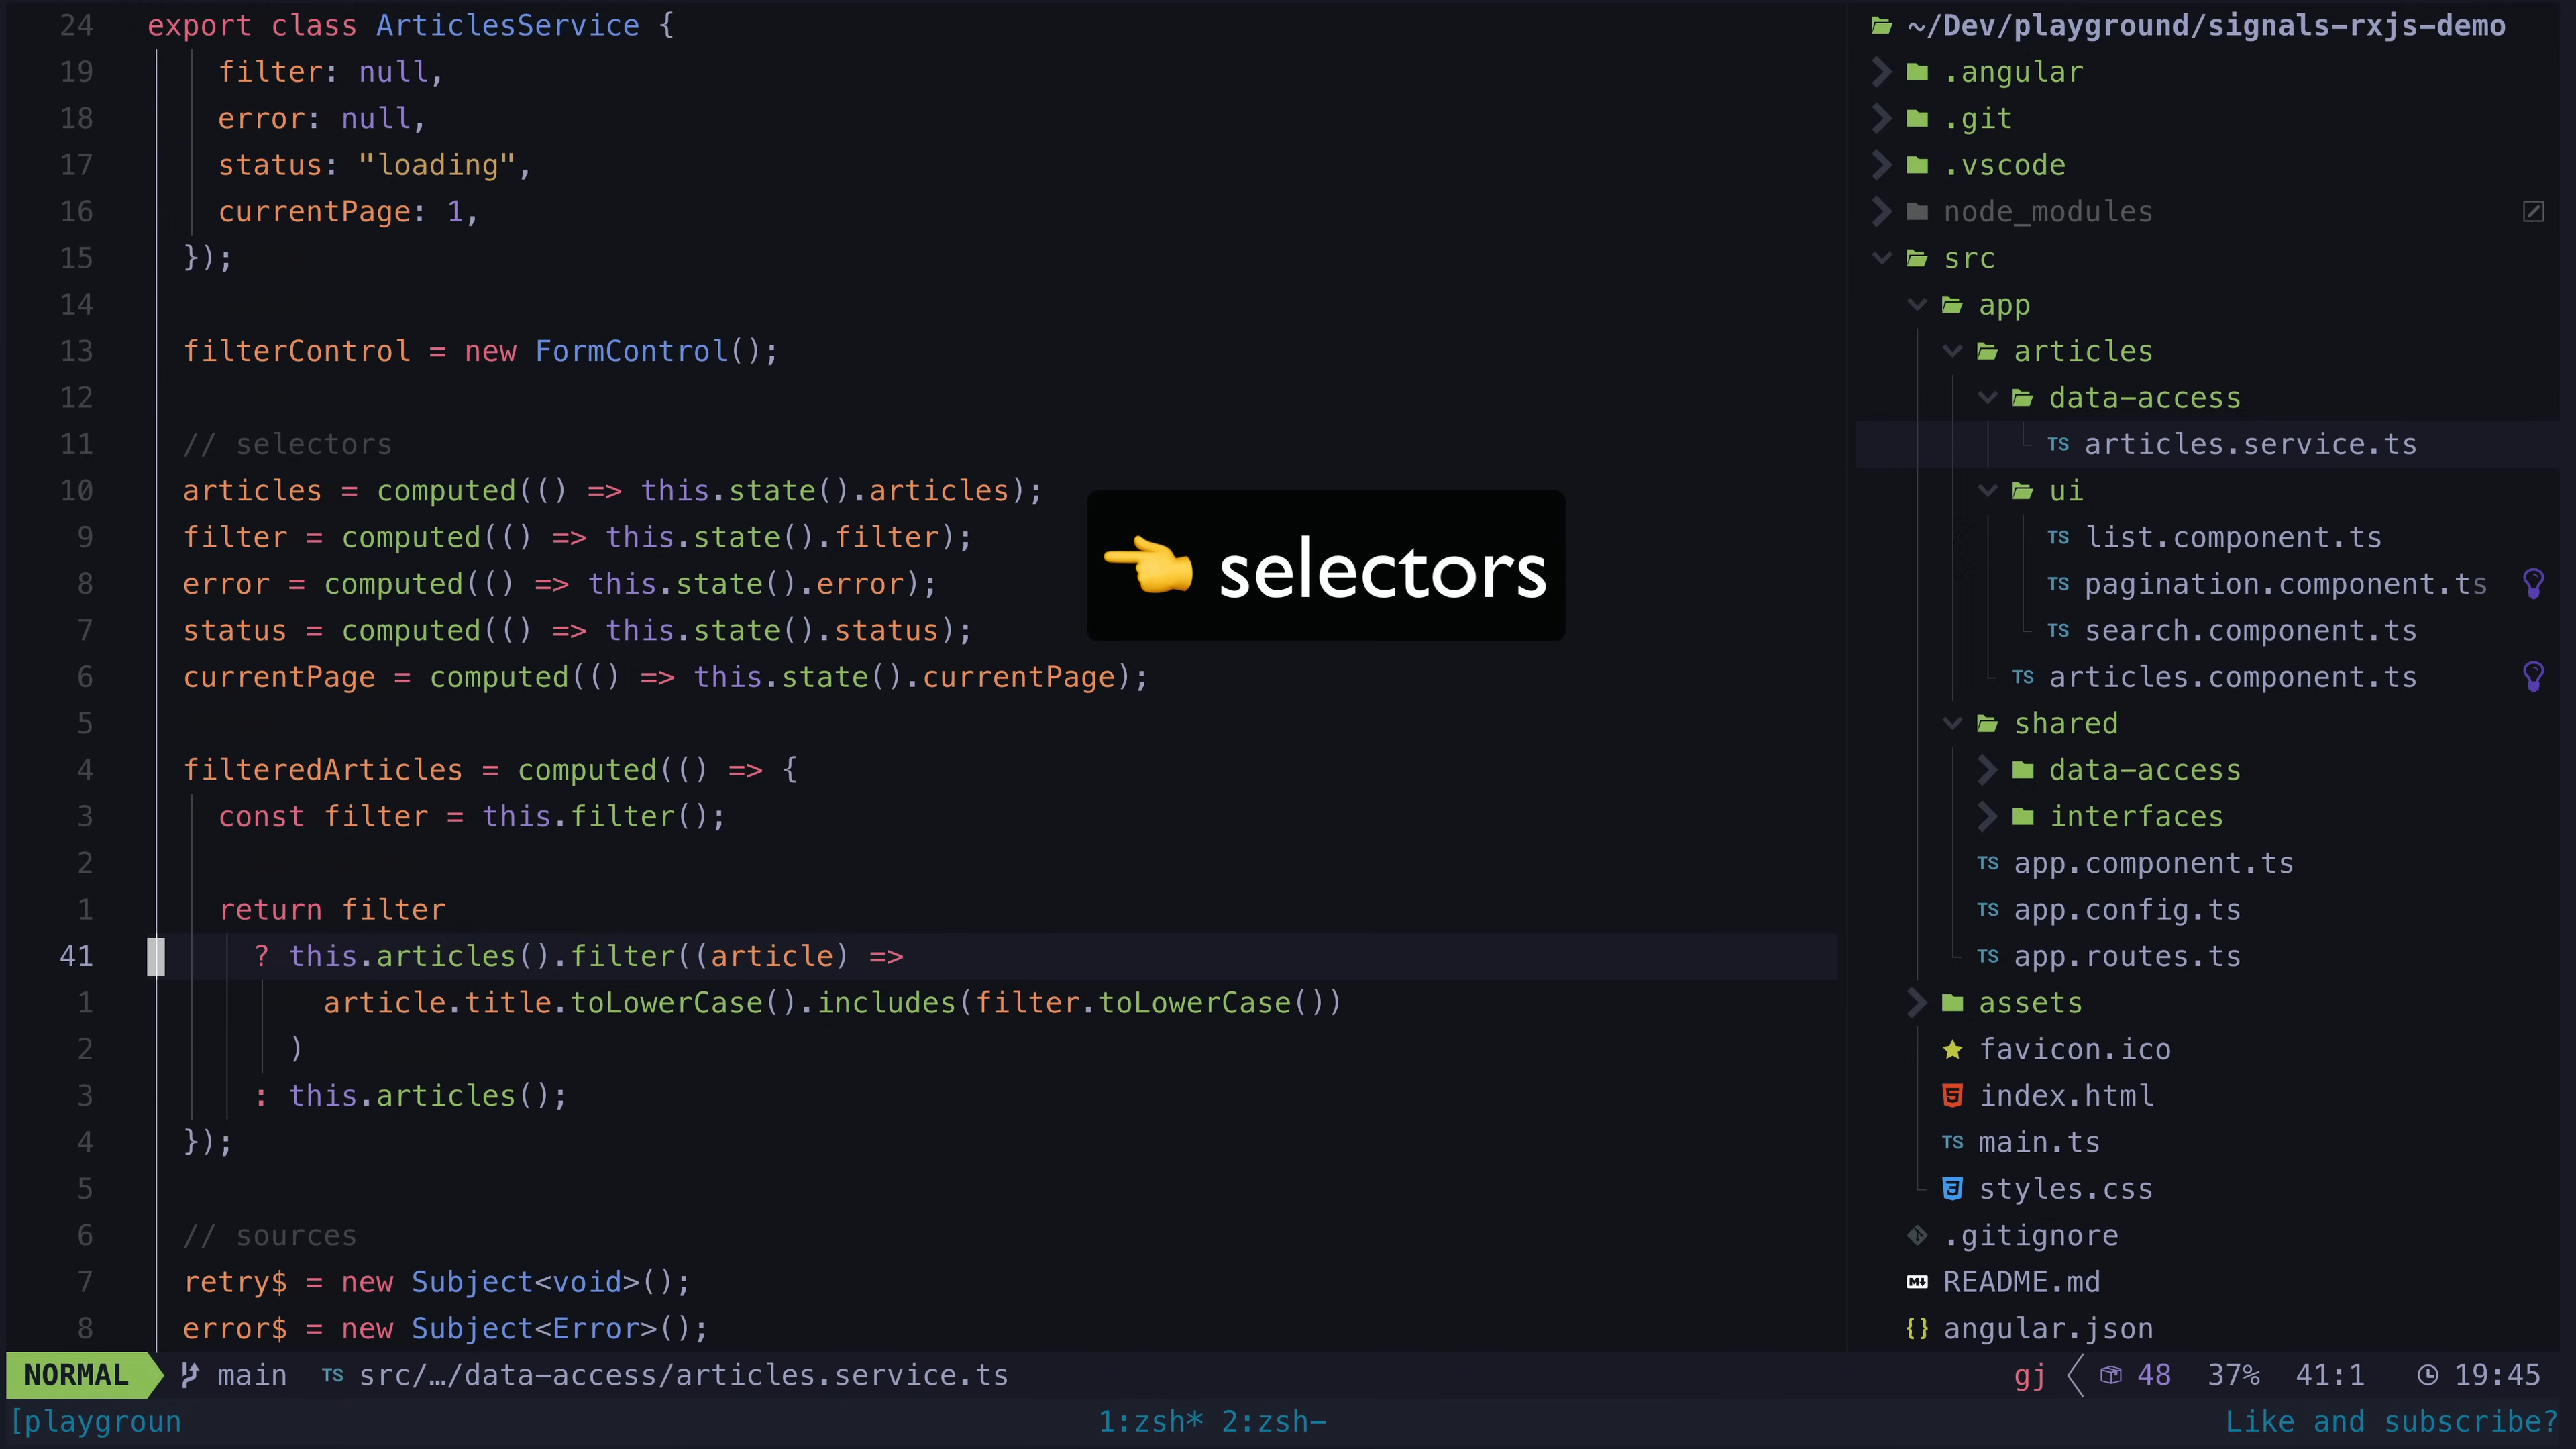 24 export class ArticlesService {
19 filter: null,
18 error: null,
17 status: "loading",
16 currentPage: 1,
15 });
14
13 filterControl = new FormControl();
12
11 // selectors
10 articles = computed(() => this.state().articles);
9 filter = computed(() => this.state().filter);
8 error = computed(() => this.state().error);
7 status = computed(() => this.state().status);
6 currentPage = computed(() => this.state().currentPage);
5
4 filteredArticles = computed(() => {
3 const filter = this.filter();
2
1 return filter
41 ? this.articles().filter((article) =>
1 article.title.toLowerCase().includes(filter.toLowerCase())
2 )
3 : this.articles();
4 });
5
6 // sources
7 retry$ = new Subject<void>();
8 error$ = new Subject<Error>();
👈 selectors
~/Dev/playground/signals-rxjs-demo
.angular
.git
.vscode
node_modules
src
app
articles
data-access
TS articles.service.ts
ui
TS list.component.ts
TS pagination.component.ts
TS search.component.ts
TS articles.component.ts
shared
data-access
interfaces
TS app.component.ts
TS app.config.ts
TS app.routes.ts
assets
favicon.ico
index.html
TS main.ts
styles.css
.gitignore
README.md
{} angular.json
NORMAL main TS src/…/data-access/articles.service.ts gj 48 37% 41:1 19:45
[playgroun 1:zsh* 2:zsh- Like and subscribe?